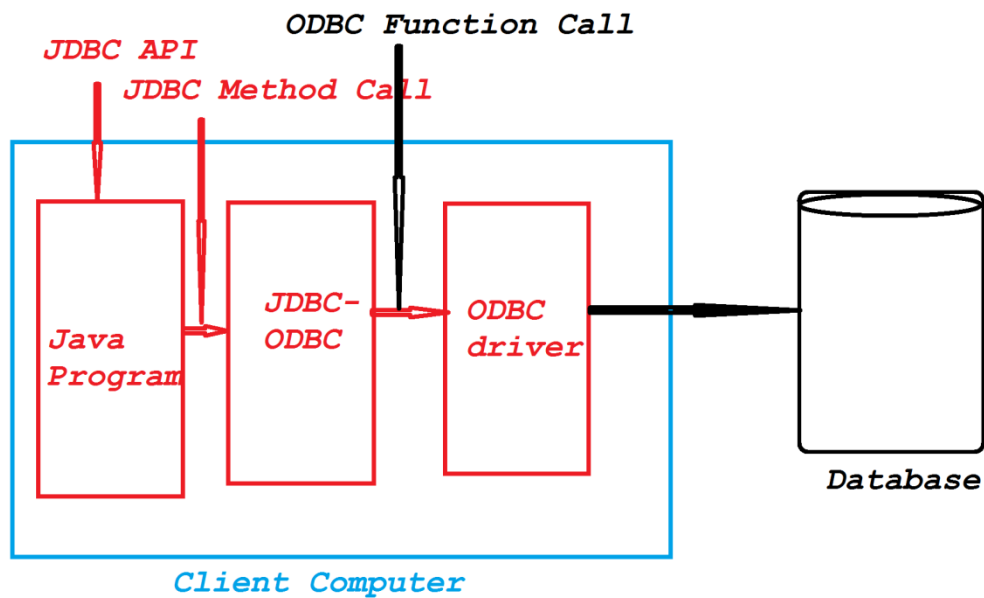 ODBC Function Call
JDBC API
JDBC Method Call
Java
Program
JDBC-
ODBC
ODBC
driver
Database
Client Computer